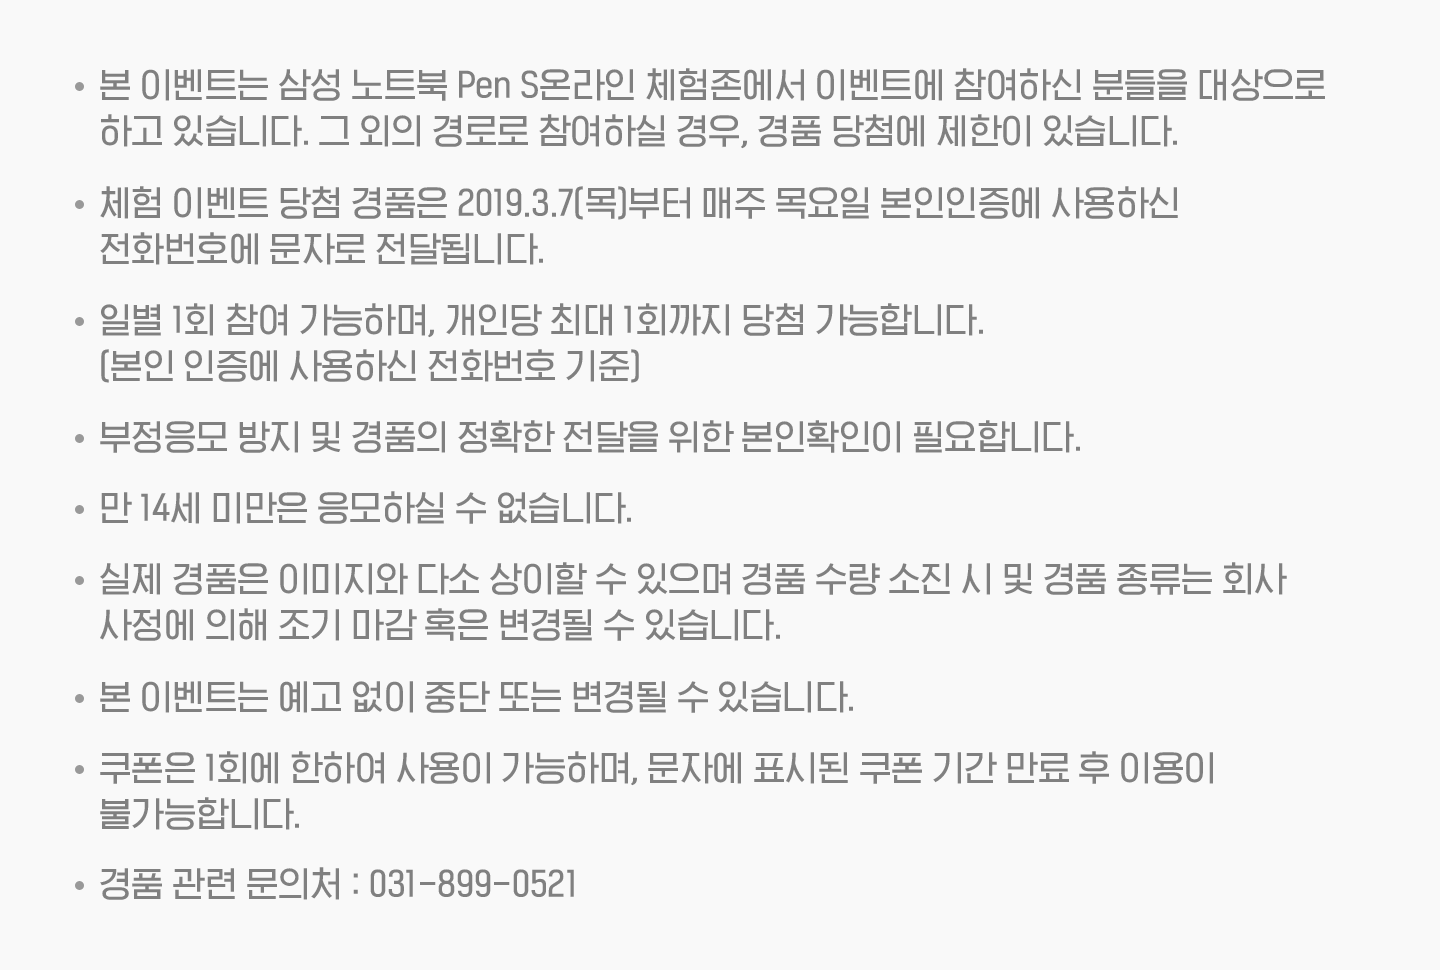 • 본 이벤트는 삼성 노트북 Pen S온라인 체험존에서 이벤트에 참여하신 분들을 대상으로
하고 있습니다. 그 외의 경로로 참여하실 경우, 경품 당첨에 제한이 있습니다.
• 체험 이벤트 당첨 경품은 2019.3.7(목)부터 매주 목요일 본인인증에 사용하신
전화번호에 문자로 전달됩니다.
• 일별 1회 참여 가능하며, 개인당 최대 1회까지 당첨 가능합니다.
(본인 인증에 사용하신 전화번호 기준)
• 부정응모 방지 및 경품의 정확한 전달을 위한 본인확인이 필요합니다.
• 만 14세 미만은 응모하실 수 없습니다.
• 실제 경품은 이미지와 다소 상이할 수 있으며 경품 수량 소진 시 및 경품 종류는 회사
사정에 의해 조기 마감 혹은 변경될 수 있습니다.
• 본 이벤트는 예고 없이 중단 또는 변경될 수 있습니다.
• 쿠폰은 1회에 한하여 사용이 가능하며, 문자에 표시된 쿠폰 기간 만료 후 이용이
불가능합니다.
• 경품 관련 문의처 : 031-899-0521